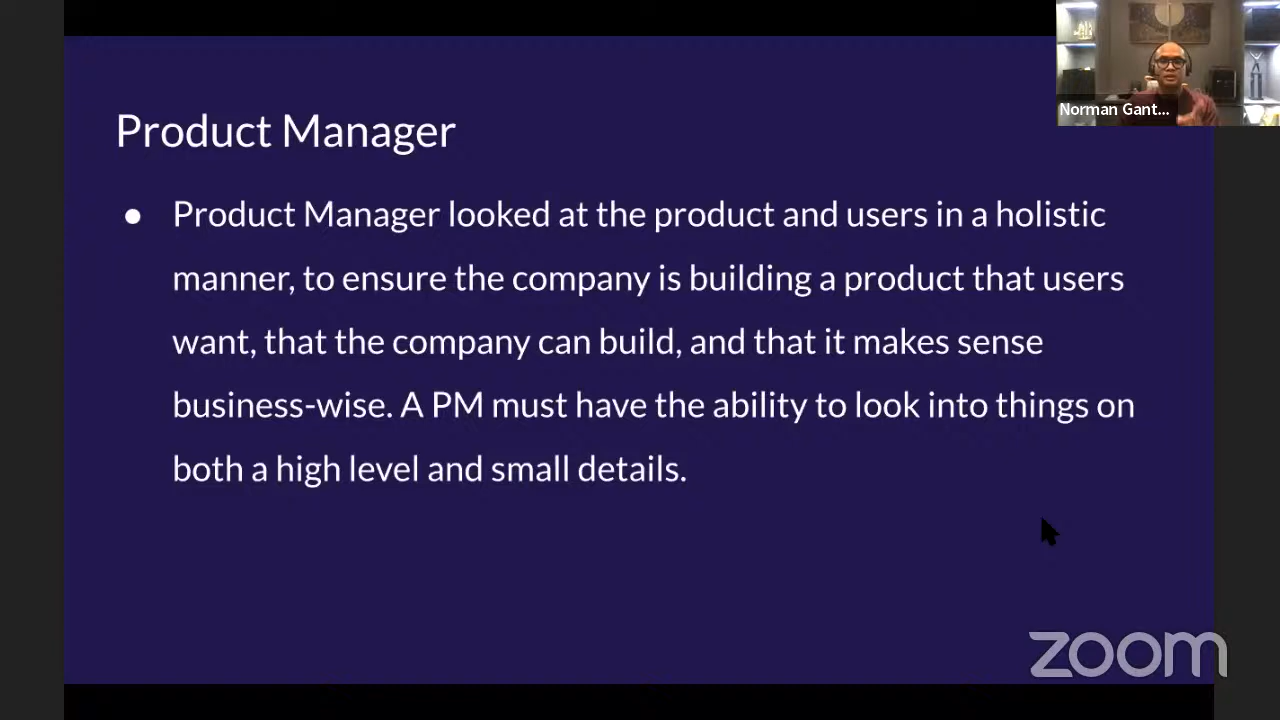 Product Manager
● Product Manager looked at the product and users in a holistic
manner, to ensure the company is building a product that users
want, that the company can build, and that it makes sense
business-wise. A PM must have the ability to look into things on
both a high level and small details.
Norman Gant...
zoom